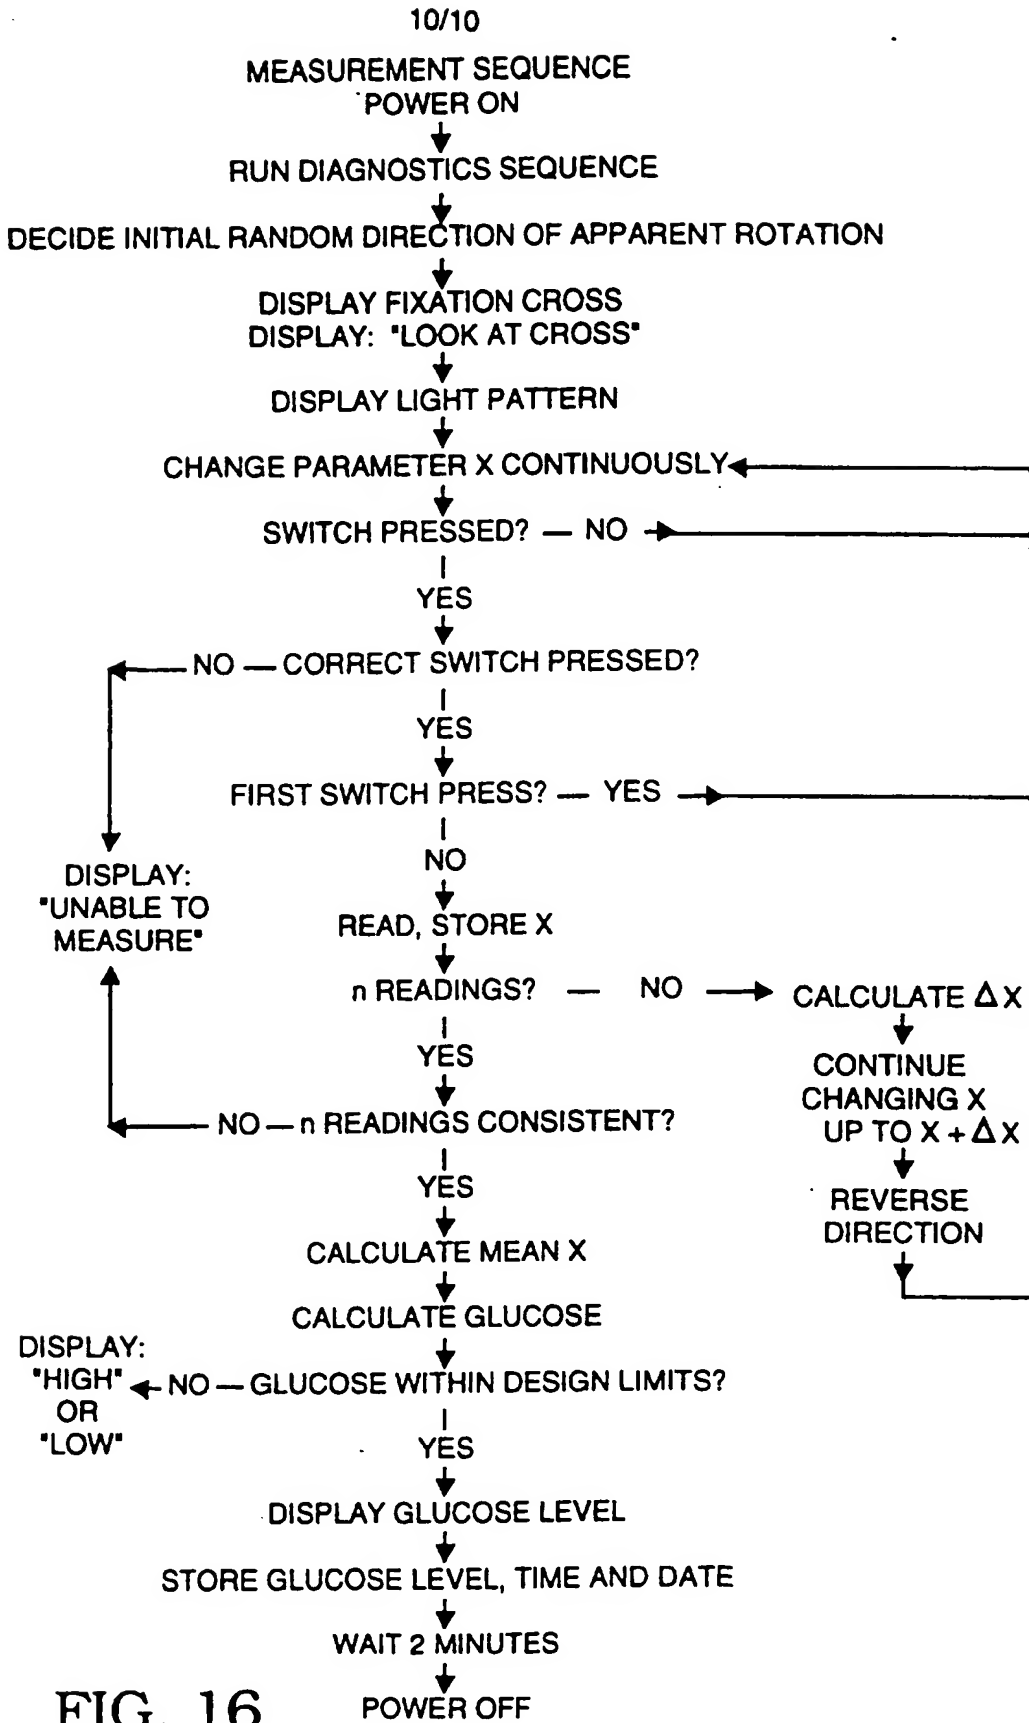 10/10
MEASUREMENT SEQUENCE
POWER ON
RUN DIAGNOSTICS SEQUENCE
DECIDE INITIAL RANDOM DIRECTION OF APPARENT ROTATION
DISPLAY FIXATION CROSS
DISPLAY: "LOOK AT CROSS"
DISPLAY LIGHT PATTERN
CHANGE PARAMETER X CONTINUOUSLY
SWITCH PRESSED? — NO
YES
NO — CORRECT SWITCH PRESSED?
YES
FIRST SWITCH PRESS? — YES
NO
DISPLAY:
"UNABLE TO
MEASURE"
READ, STORE X
n READINGS? — NO
CALCULATE Δ X
CONTINUE
CHANGING X
UP TO X + Δ X
REVERSE
DIRECTION
YES
NO — n READINGS CONSISTENT?
YES
CALCULATE MEAN X
CALCULATE GLUCOSE
DISPLAY:
"HIGH"
OR
"LOW"
NO — GLUCOSE WITHIN DESIGN LIMITS?
YES
DISPLAY GLUCOSE LEVEL
STORE GLUCOSE LEVEL, TIME AND DATE
WAIT 2 MINUTES
POWER OFF
FIG. 16